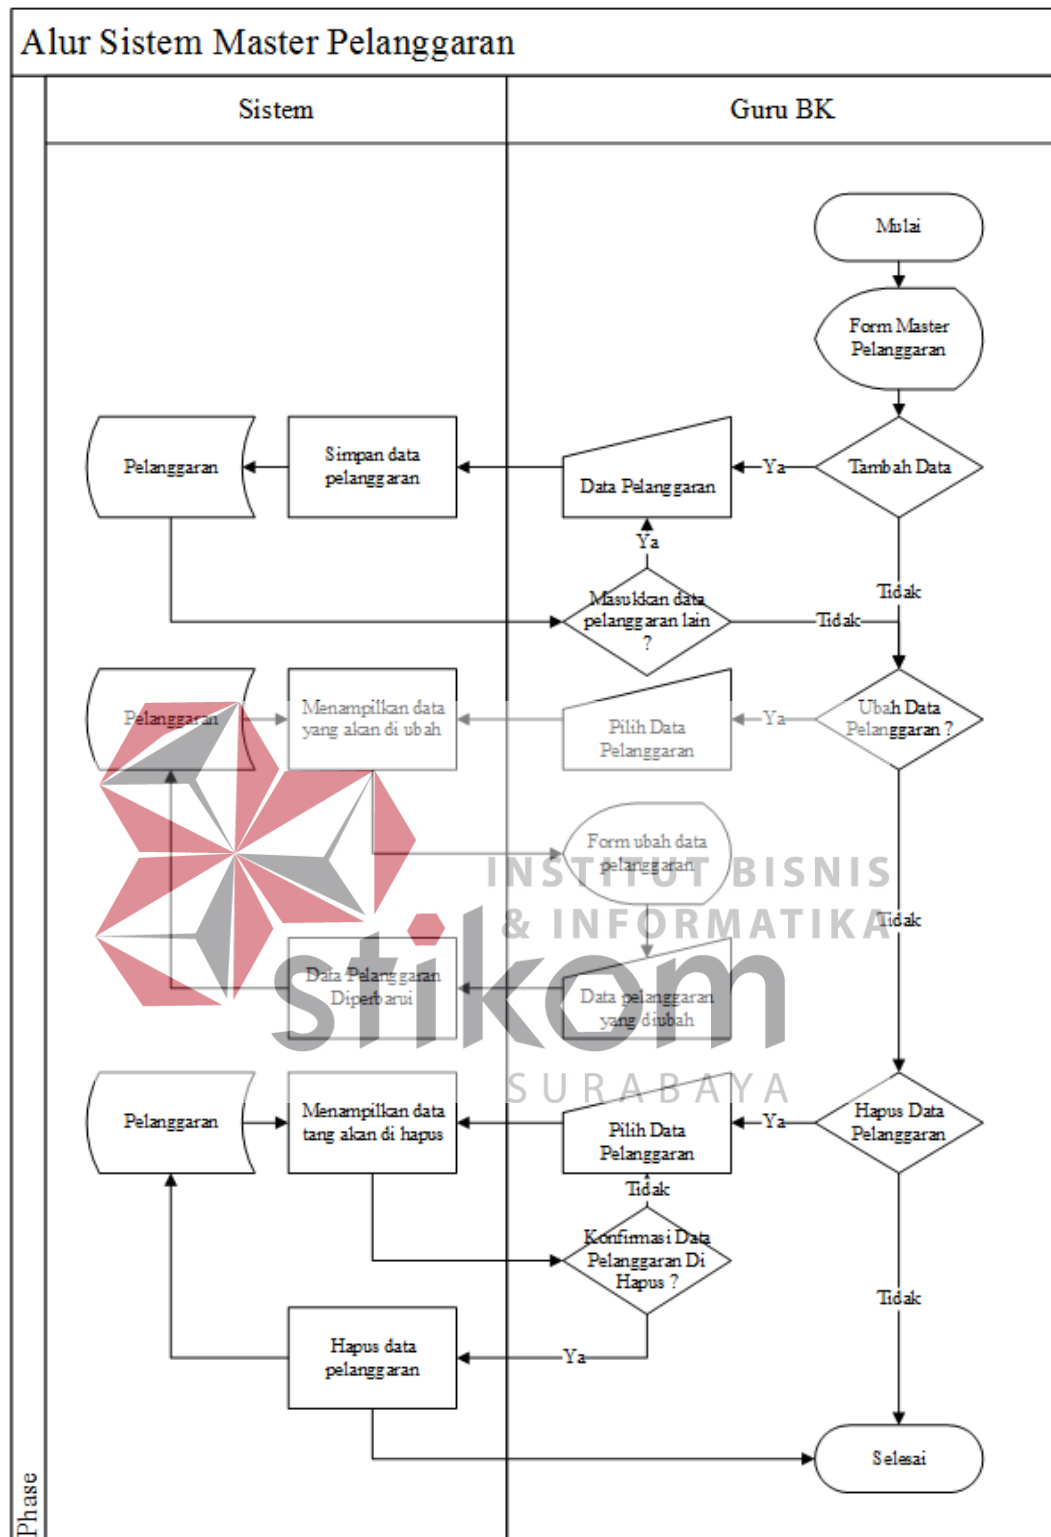 Alur Sistem Master Pelanggaran
Sistem
Guru BK
Mulai
Form Master
Pelanggaran
Tambah Data
Ya
Data Pelanggaran
Simpan data
pelanggaran
Pelanggaran
Ya
Masukkan data
pelanggaran lain
?
Tidak
Tidak
Ubah Data
Pelanggaran ?
Ya
Pilih Data
Pelanggaran
Menampilkan data
yang akan di ubah
Pelanggaran
Form ubah data
pelanggaran
INSTITUT BISNIS
& INFORMATIKA
stikom
SURABAYA
Tidak
Data pelanggaran
yang diubah
Data Pelanggaran
Diperbarui
Hapus Data
Pelanggaran
Ya
Pilih Data
Pelanggaran
Menampilkan data
tang akan di hapus
Pelanggaran
Tidak
Konfirmasi Data
Pelanggaran Di
Hapus ?
Ya
Hapus data
pelanggaran
Tidak
Selesai
Phase